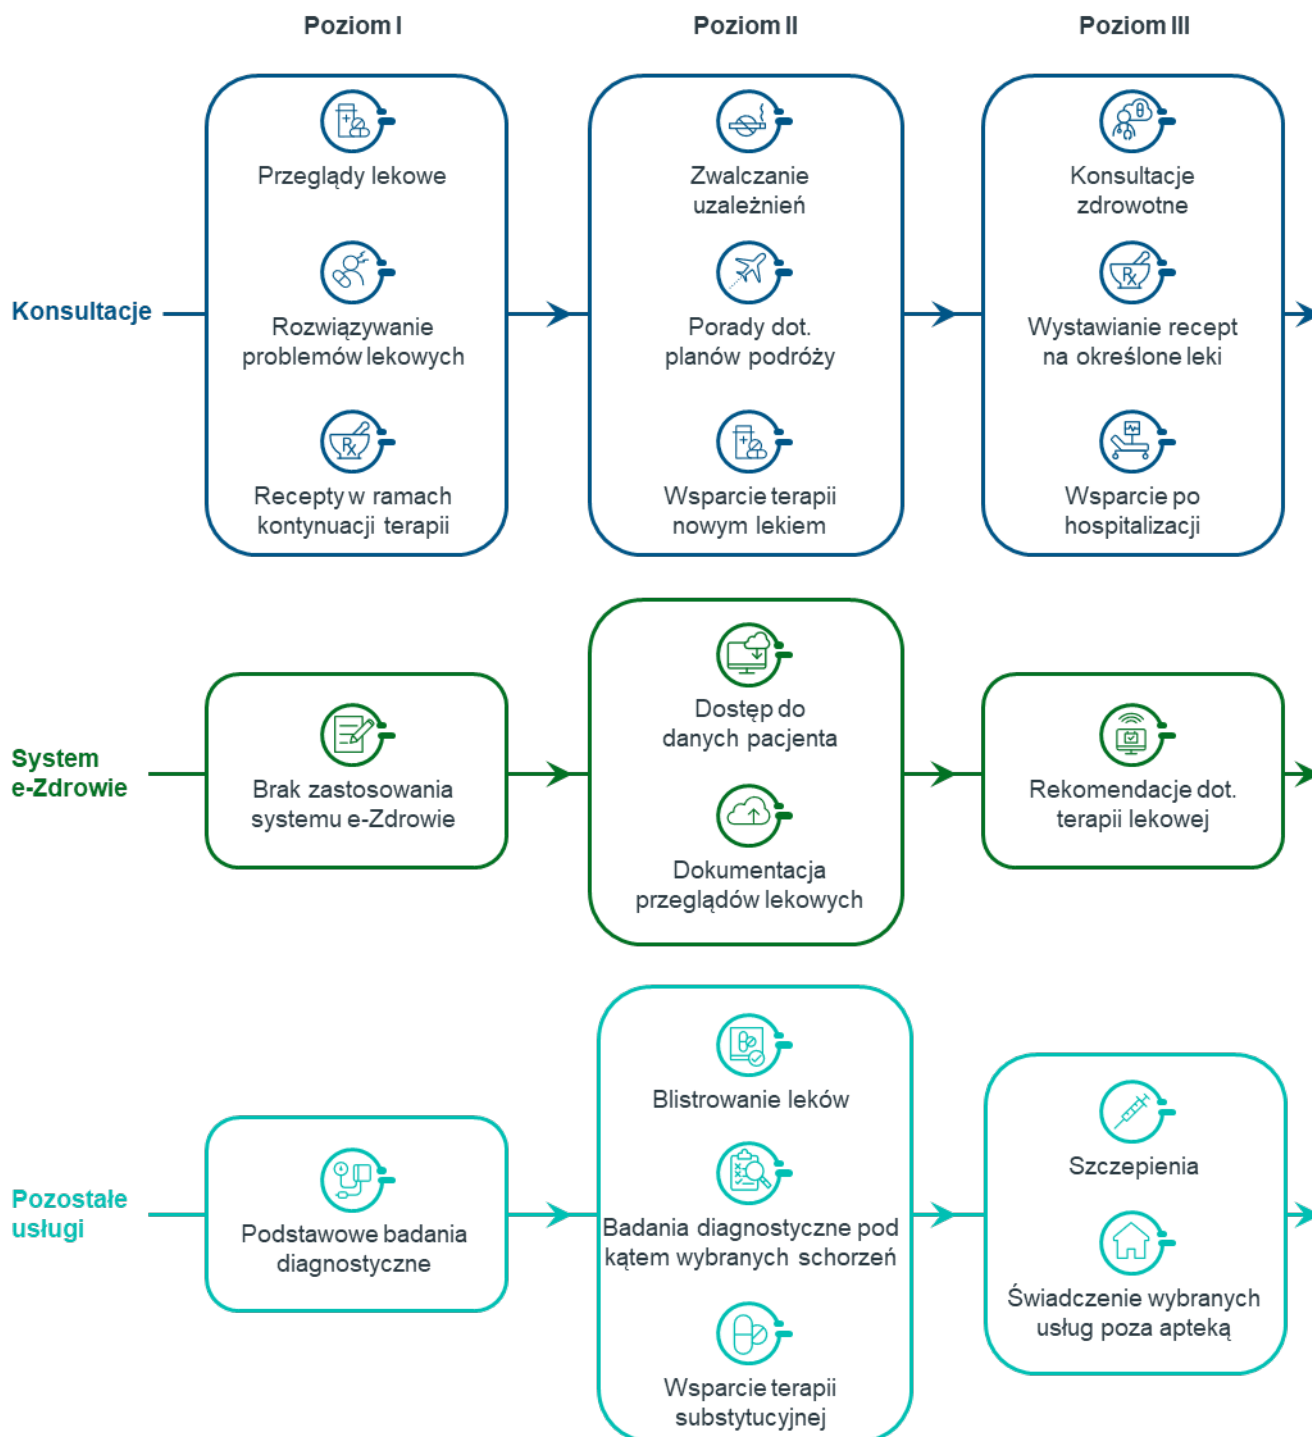 Poziom I
Poziom II
Poziom III
Konsultacje
Przeglądy lekowe
Rozwiązywanie
problemów lekowych
Recepty w ramach
kontynuacji terapii
Zwalczanie
uzależnień
Porady dot.
planów podróży
Wsparcie terapii
nowym lekiem
Konsultacje
zdrowotne
Wystawianie recept
na określone leki
Wsparcie po
hospitalizacji
System
e-Zdrowie
Brak zastosowania
systemu e-Zdrowie
Dostęp do
danych pacjenta
Dokumentacja
przeglądów lekowych
Rekomendacje dot.
terapii lekowej
Pozostałe
usługi
Podstawowe badania
diagnostyczne
Blistrowanie leków
Badania diagnostyczne pod
kątem wybranych schorzeń
Wsparcie terapii
substytucyjnej
Szczepienia
Świadczenie wybranych
usług poza apteką